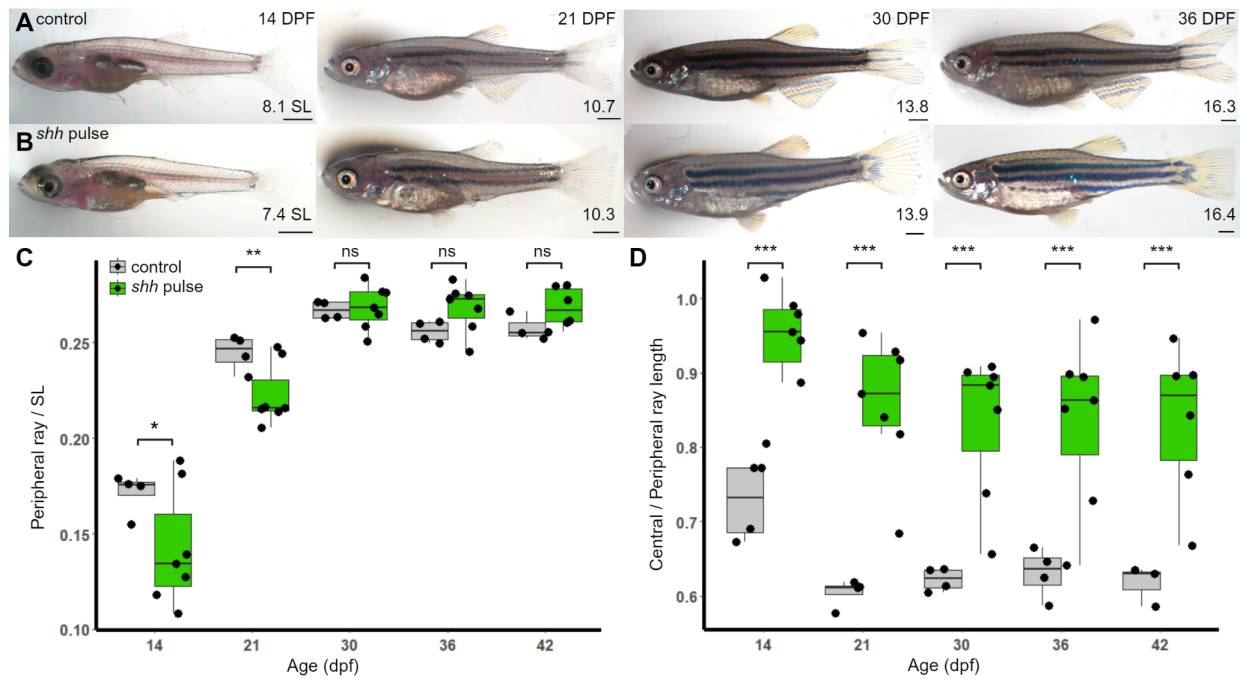 A control 14 DPF 21 DPF 30 DPF 36 DPF
8.1 SL 10.7 13.8 16.3
B shh pulse
7.4 SL 10.3 13.9 16.4
C
control
shh pulse
* ** ns ns ns
Peripheral ray / SL
0.25
0.20
0.15
0.10
14 21 30 36 42
Age (dpf)
D
*** *** *** *** ***
Central / Peripheral ray length
1.0
0.9
0.8
0.7
0.6
14 21 30 36 42
Age (dpf)